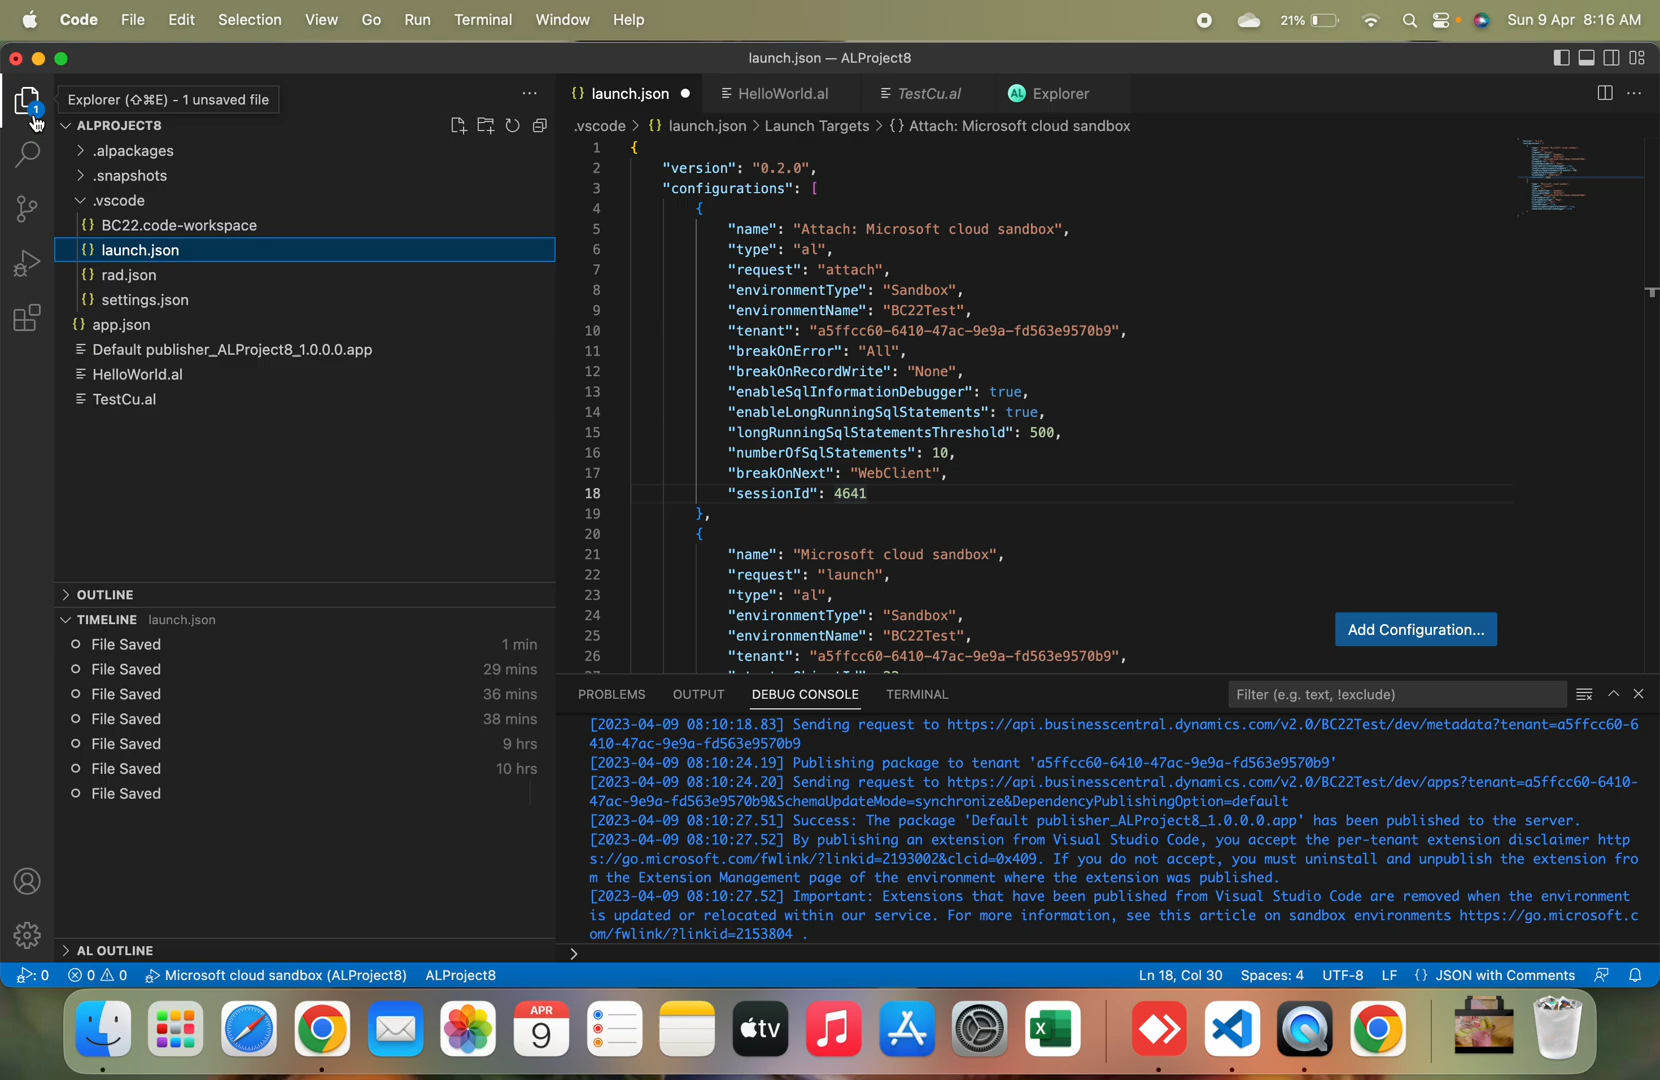 Code File Edit Selection View Go Run Terminal Window Help 21% Sun 9 Apr 8:16 AM
launch.json — ALProject8
Explorer (⇧⌘E) - 1 unsaved file
1
ALPROJECT8
.alpackages
.snapshots
.vscode
{} BC22.code-workspace
{} launch.json
{} rad.json
{} settings.json
{} app.json
Default publisher_ALProject8_1.0.0.0.app
HelloWorld.al
TestCu.al
OUTLINE
TIMELINE launch.json
File Saved 1 min
File Saved 29 mins
File Saved 36 mins
File Saved 38 mins
File Saved 9 hrs
File Saved 10 hrs
File Saved
AL OUTLINE
{} launch.json HelloWorld.al TestCu.al AL Explorer
.vscode > {} launch.json > Launch Targets > {} Attach: Microsoft cloud sandbox
1 {
2 "version": "0.2.0",
3 "configurations": [
4 {
5 "name": "Attach: Microsoft cloud sandbox",
6 "type": "al",
7 "request": "attach",
8 "environmentType": "Sandbox",
9 "environmentName": "BC22Test",
10 "tenant": "a5ffcc60-6410-47ac-9e9a-fd563e9570b9",
11 "breakOnError": "All",
12 "breakOnRecordWrite": "None",
13 "enableSqlInformationDebugger": true,
14 "enableLongRunningSqlStatements": true,
15 "longRunningSqlStatementsThreshold": 500,
16 "numberOfSqlStatements": 10,
17 "breakOnNext": "WebClient",
18 "sessionId": 4641
19 },
20 {
21 "name": "Microsoft cloud sandbox",
22 "request": "launch",
23 "type": "al",
24 "environmentType": "Sandbox",
25 "environmentName": "BC22Test",
26 "tenant": "a5ffcc60-6410-47ac-9e9a-fd563e9570b9",
Add Configuration...
PROBLEMS OUTPUT DEBUG CONSOLE TERMINAL Filter (e.g. text, !exclude)
[2023-04-09 08:10:18.83] Sending request to https://api.businesscentral.dynamics.com/v2.0/BC22Test/dev/metadata?tenant=a5ffcc60-6
410-47ac-9e9a-fd563e9570b9
[2023-04-09 08:10:24.19] Publishing package to tenant 'a5ffcc60-6410-47ac-9e9a-fd563e9570b9'
[2023-04-09 08:10:24.20] Sending request to https://api.businesscentral.dynamics.com/v2.0/BC22Test/dev/apps?tenant=a5ffcc60-6410-
47ac-9e9a-fd563e9570b9&SchemaUpdateMode=synchronize&DependencyPublishingOption=default
[2023-04-09 08:10:27.51] Success: The package 'Default publisher_ALProject8_1.0.0.0.app' has been published to the server.
[2023-04-09 08:10:27.52] By publishing an extension from Visual Studio Code, you accept the per-tenant extension disclaimer http
s://go.microsoft.com/fwlink/?linkid=2193002&clcid=0x409. If you do not accept, you must uninstall and unpublish the extension fro
m the Extension Management page of the environment where the extension was published.
[2023-04-09 08:10:27.52] Important: Extensions that have been published from Visual Studio Code are removed when the environment
is updated or relocated within our service. For more information, see this article on sandbox environments https://go.microsoft.c
om/fwlink/?linkid=2153804 .
>
: 0 0 0 Microsoft cloud sandbox (ALProject8) ALProject8 Ln 18, Col 30 Spaces: 4 UTF-8 LF {} JSON with Comments
APR
9
tv
X